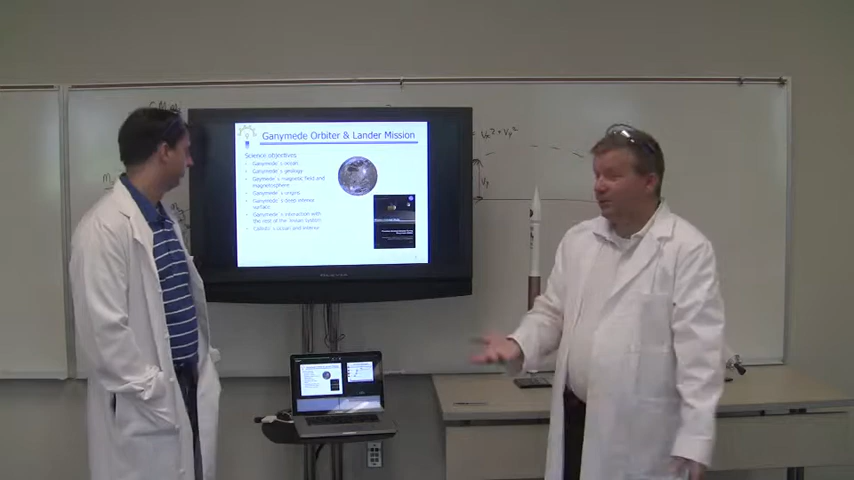 Ganymede Orbiter & Lander Mission
Science objectives
Ganymede's ocean
Ganymede's geology
Ganymede's magnetic field and
magnetosphere
Ganymede's origins
Ganymede's deep interior
surface
Ganymede's interaction with
the rest of the Jovian system
Callisto's ocean and interior